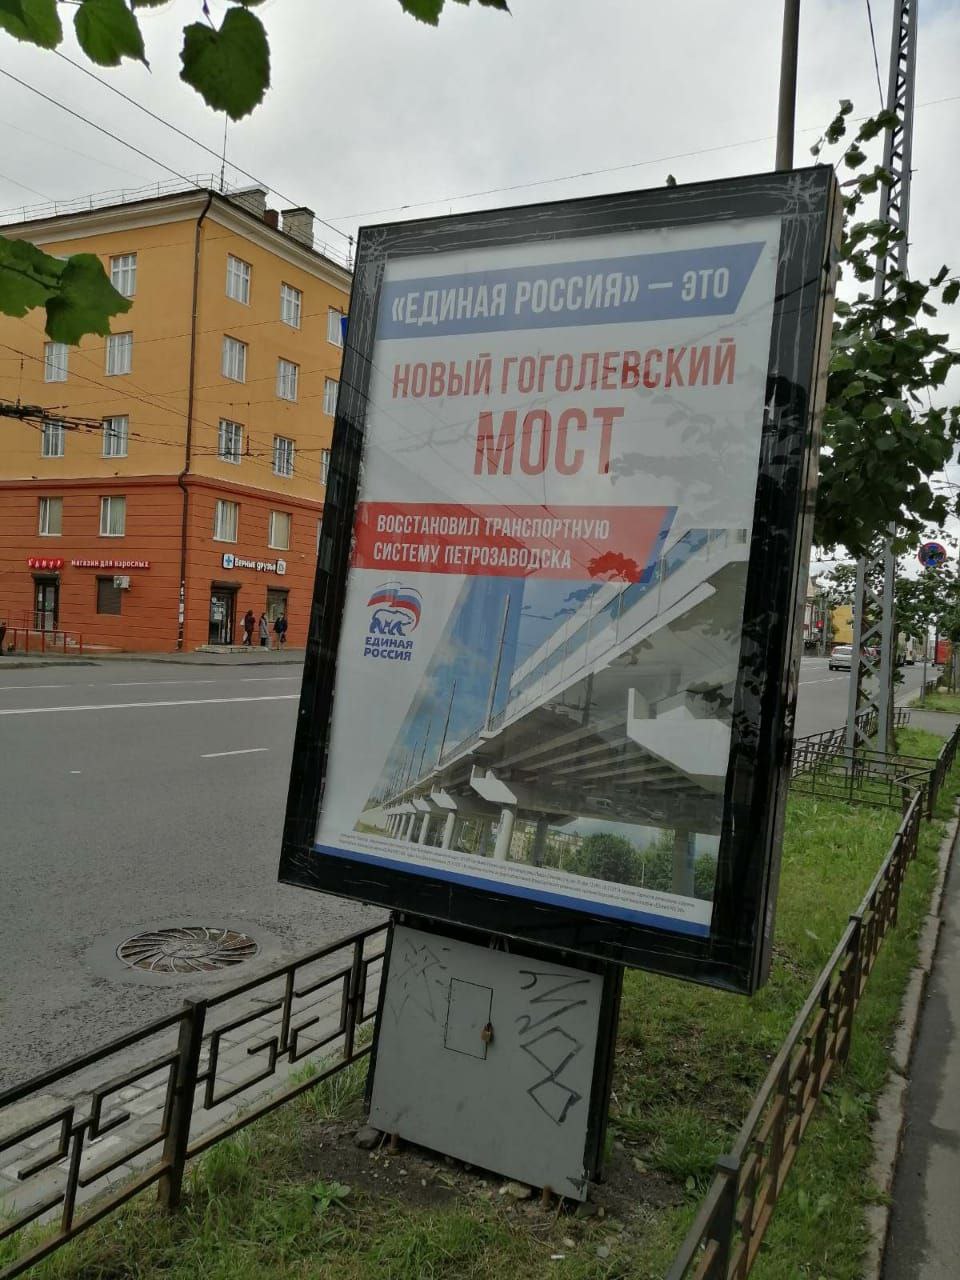 «ЕДИНАЯ РОССИЯ» — ЭТО
НОВЫЙ ГОГОЛЕВСКИЙ
МОСТ
ВОССТАНОВИЛ ТРАНСПОРТНУЮ
СИСТЕМУ ПЕТРОЗАВОДСКА
ЕДИНАЯ
РОССИЯ
магазин для взрослых
Верные друзья